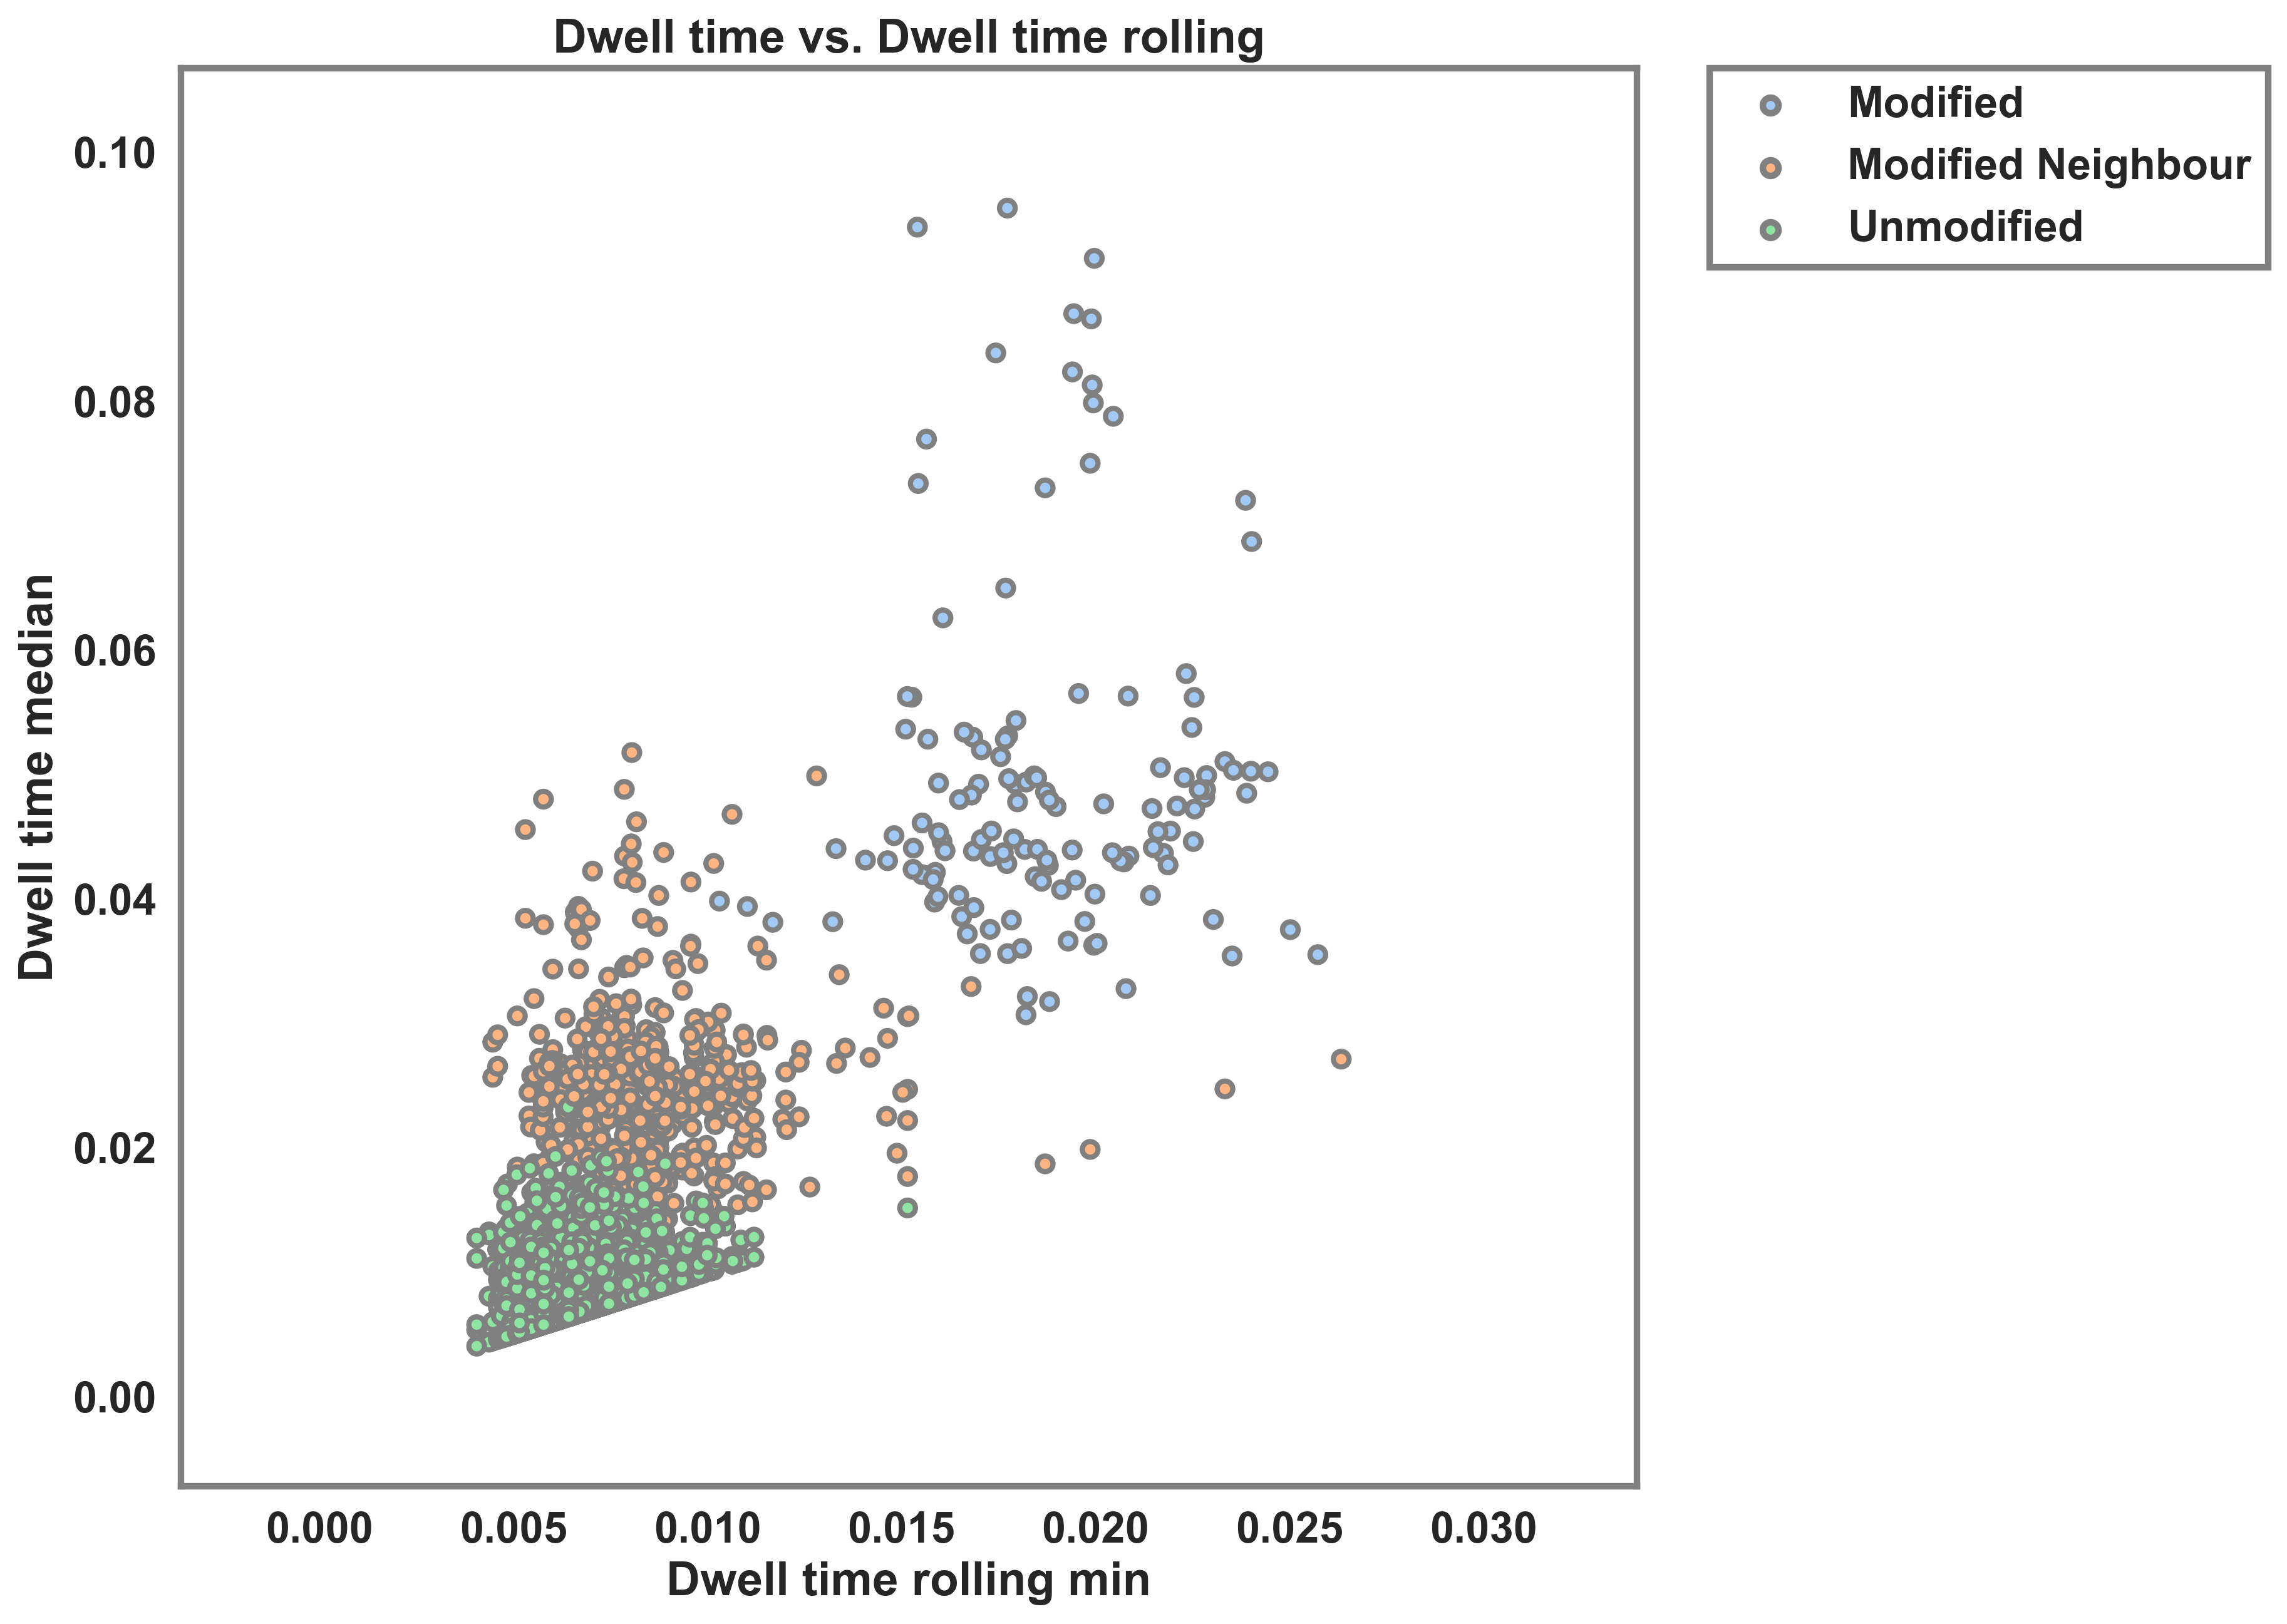 Dwell time vs. Dwell time rolling
Modified
Modified Neighbour
Unmodified
Dwell time median
0.10
0.08
0.06
0.04
0.02
0.00
0.000 0.005 0.010 0.015 0.020 0.025 0.030
Dwell time rolling min